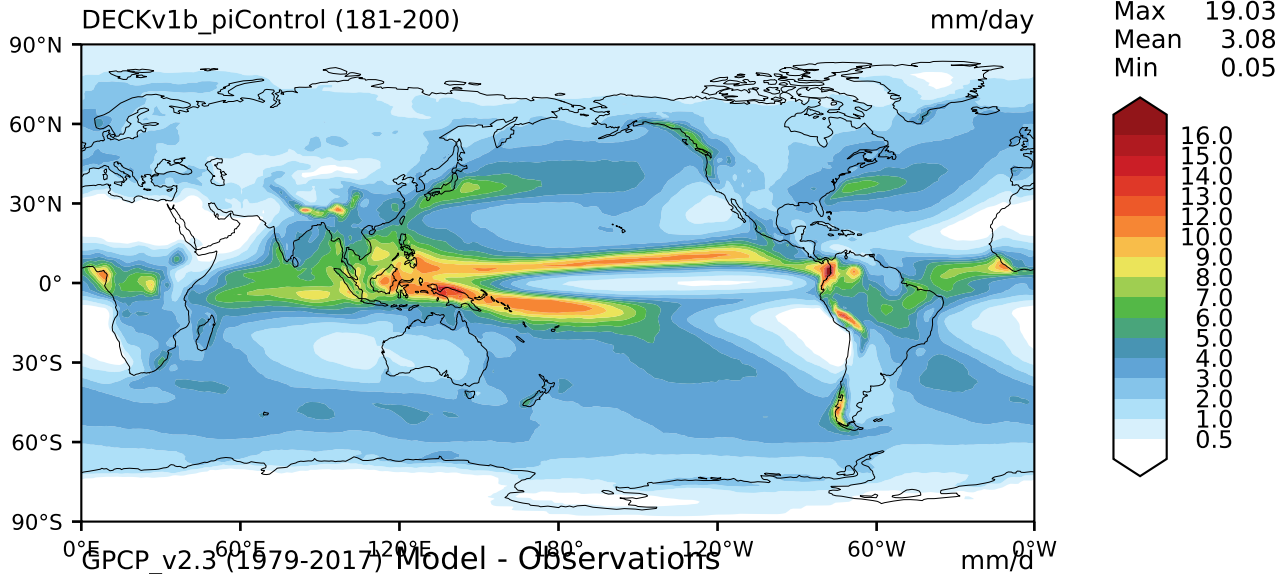 DECKv1b_piControl (181-200) mm/day
Max 19.03
Mean 3.08
Min 0.05
90°N
60°N
30°N
0°
30°S
60°S
90°S
16.0
15.0
14.0
13.0
12.0
10.0
9.0
8.0
7.0
6.0
5.0
4.0
3.0
2.0
1.0
0.5
0°E 60°E 120°E 180° 120°W 60°W 0°W
GPCP_v2.3 (1979-2017) Model - Observations mm/d